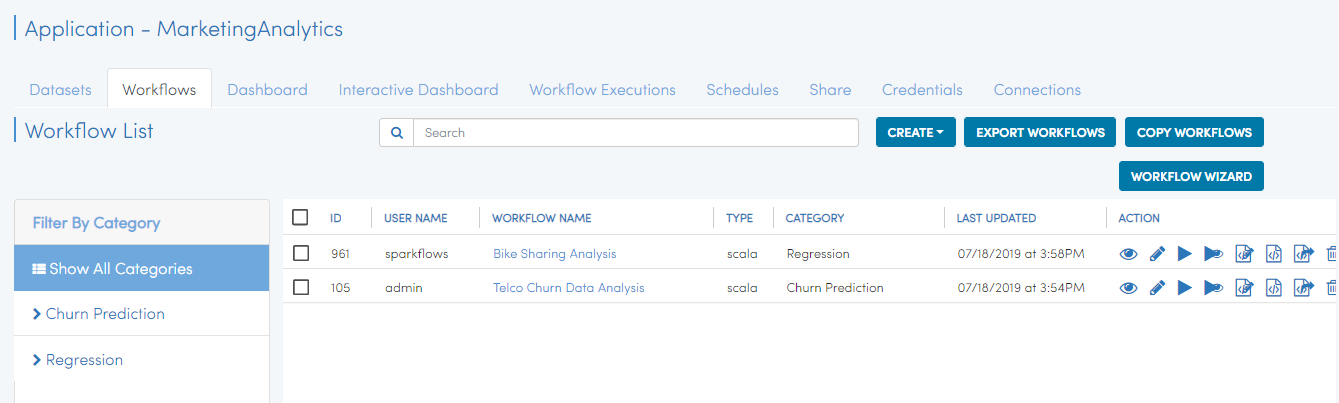 Application - MarketingAnalytics
Datasets Workflows Dashboard Interactive Dashboard Workflow Executions Schedules Share Credentials Connections
Workflow List Search CREATE EXPORT WORKFLOWS COPY WORKFLOWS
WORKFLOW WIZARD
Filter By Category
Show All Categories
Churn Prediction
Regression
ID USER NAME WORKFLOW NAME TYPE CATEGORY LAST UPDATED ACTION
961 sparkflows Bike Sharing Analysis scala Regression 07/18/2019 at 3:58PM
105 admin Telco Churn Data Analysis scala Churn Prediction 07/18/2019 at 3:54PM